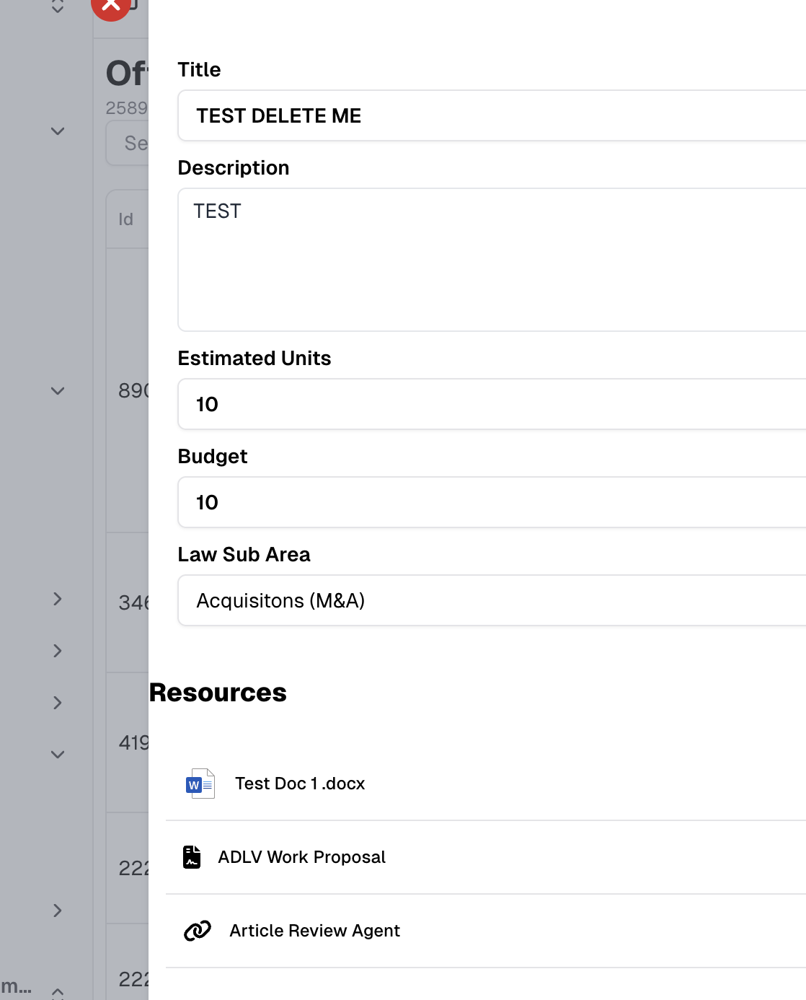 Of
2589
Se
Id
890
346
419
222
222
m...
Title
TEST DELETE ME
Description
TEST
Estimated Units
10
Budget
10
Law Sub Area
Acquisitons (M&A)
Resources
W
Test Doc 1.docx
ADLV Work Proposal
Article Review Agent